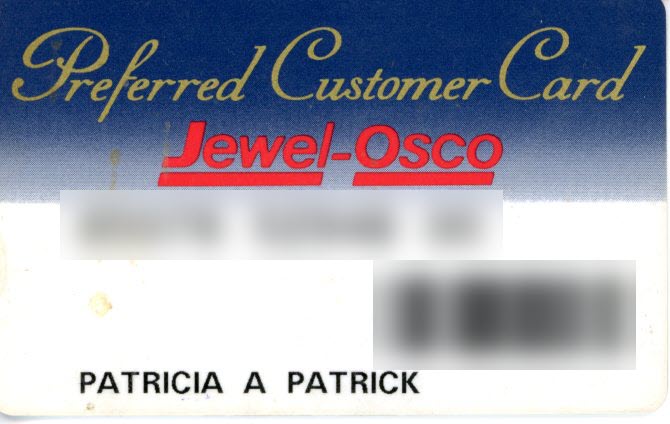 Preferred Customer Card
Jewel-Osco
PATRICIA A PATRICK